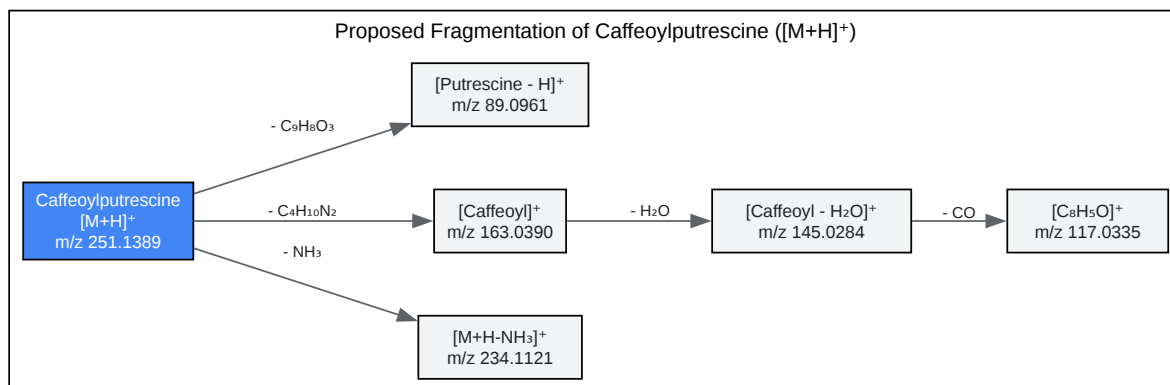 Proposed Fragmentation of Caffeoylputrescine ([M+H]⁺)
[Putrescine - H]⁺
m/z 89.0961
- C₉H₈O₃
Caffeoylputrescine
[M+H]⁺
m/z 251.1389
- C₄H₁₀N₂
[Caffeoyl]⁺
m/z 163.0390
- H₂O
[Caffeoyl - H₂O]⁺
m/z 145.0284
- CO
[C₈H₅O]⁺
m/z 117.0335
- NH₃
[M+H-NH₃]⁺
m/z 234.1121